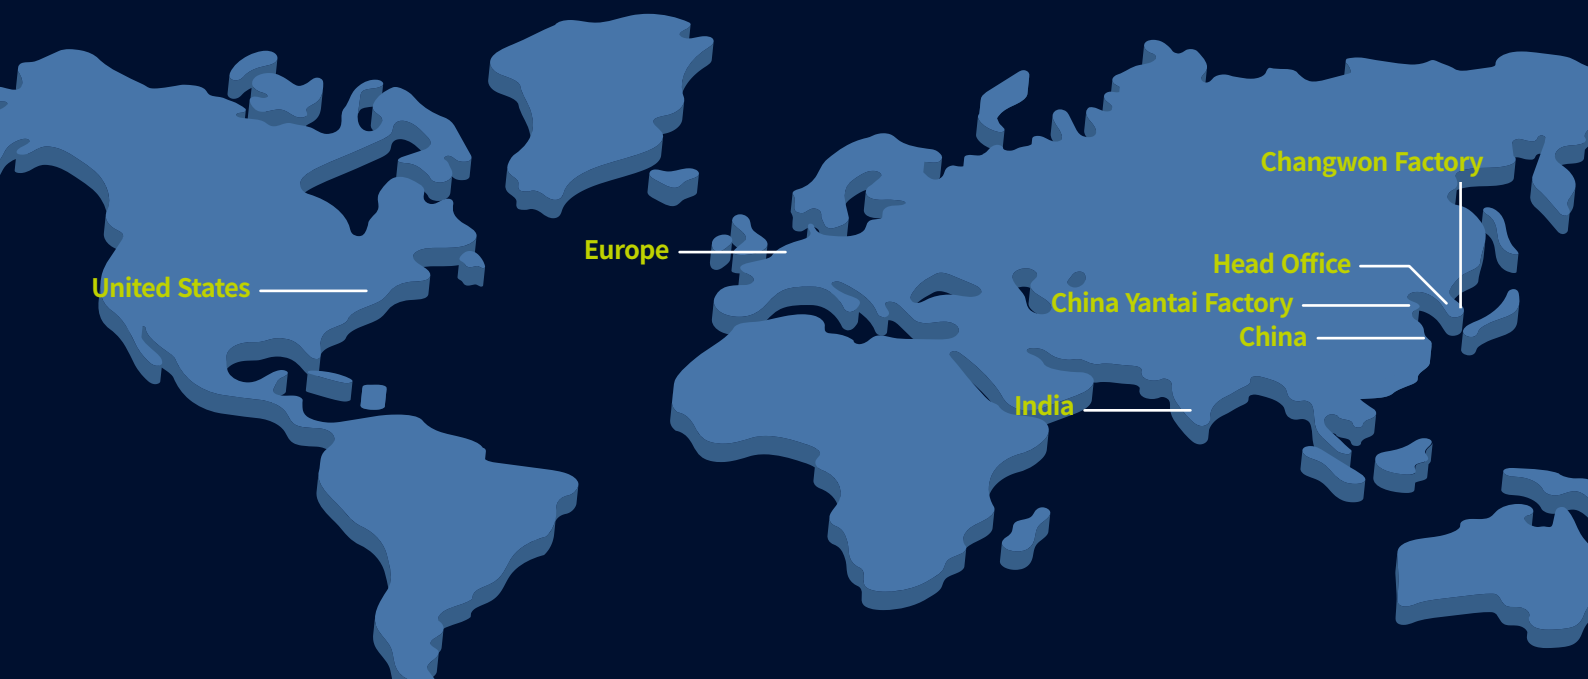 Changwon Factory
Europe
Head Office
United States
China Yantai Factory
China
India